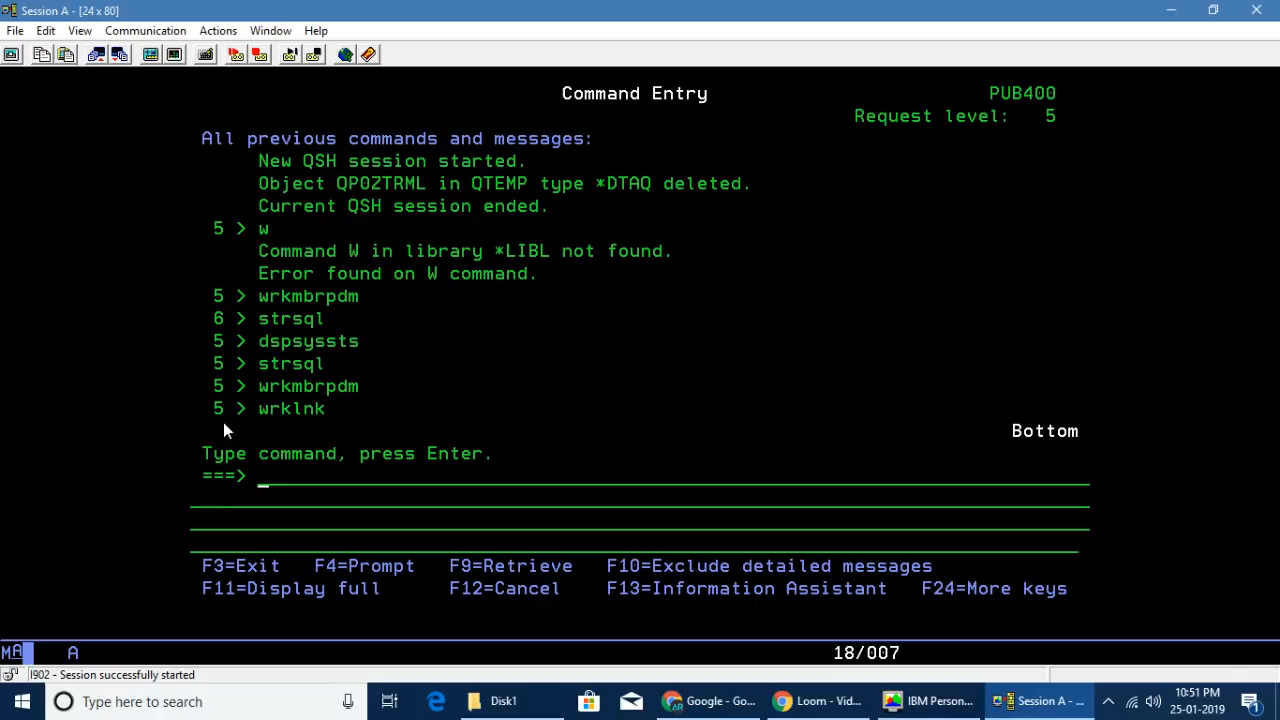 Session A - [24 x 80]
File Edit View Communication Actions Window Help
Command Entry PUB400
Request level: 5
All previous commands and messages:
New QSH session started.
Object QP0ZTRML in QTEMP type *DTAQ deleted.
Current QSH session ended.
5 > w
Command W in library *LIBL not found.
Error found on W command.
5 > wrkmbrpdm
6 > strsql
5 > dspsyssts
5 > strsql
5 > wrkmbrpdm
5 > wrklnk
Bottom
Type command, press Enter.
===>
F3=Exit F4=Prompt F9=Retrieve F10=Exclude detailed messages
F11=Display full F12=Cancel F13=Information Assistant F24=More keys
MA A 18/007
I902 - Session successfully started
Type here to search Disk1 Google - Go... Loom - Vid... IBM Person... Session A - ... 10:51 PM
25-01-2019 1